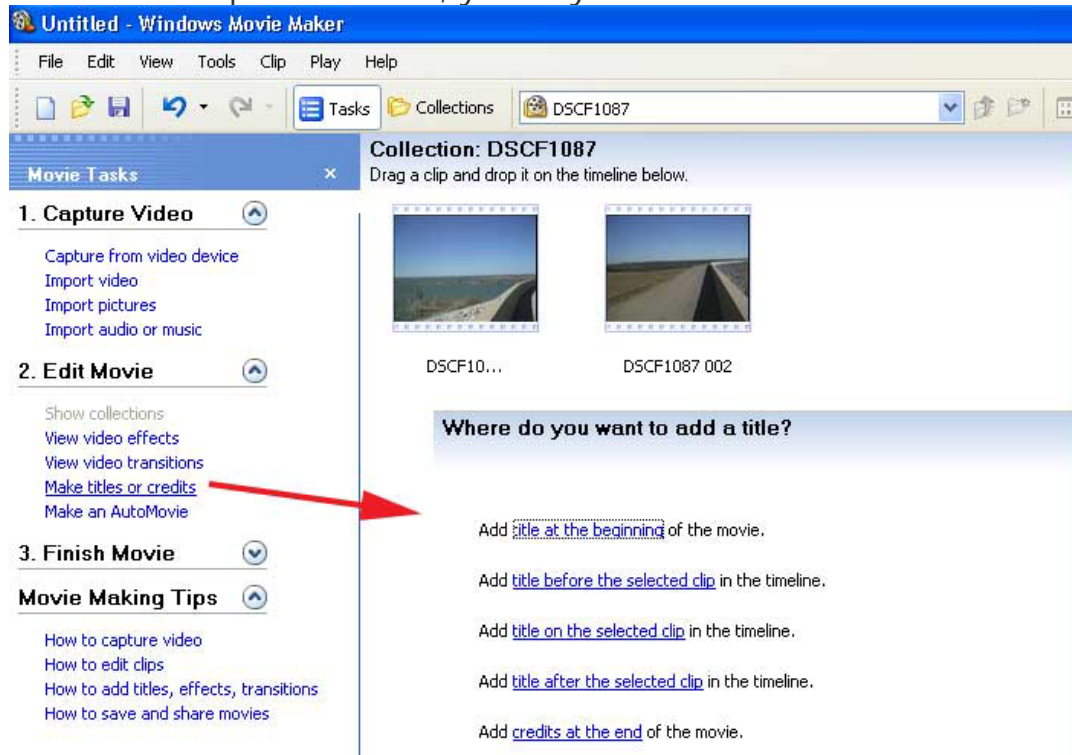 Untitled - Windows Movie Maker
File Edit View Tools Clip Play Help
Tasks Collections DSCF1087
Movie Tasks ×
Collection: DSCF1087
Drag a clip and drop it on the timeline below.
1. Capture Video
Capture from video device
Import video
Import pictures
Import audio or music
DSCF10... DSCF1087 002
2. Edit Movie
Show collections
View video effects
View video transitions
Make titles or credits
Make an AutoMovie
3. Finish Movie
Movie Making Tips
How to capture video
How to edit clips
How to add titles, effects, transitions
How to save and share movies
Where do you want to add a title?
Add title at the beginning of the movie.
Add title before the selected clip in the timeline.
Add title on the selected clip in the timeline.
Add title after the selected clip in the timeline.
Add credits at the end of the movie.